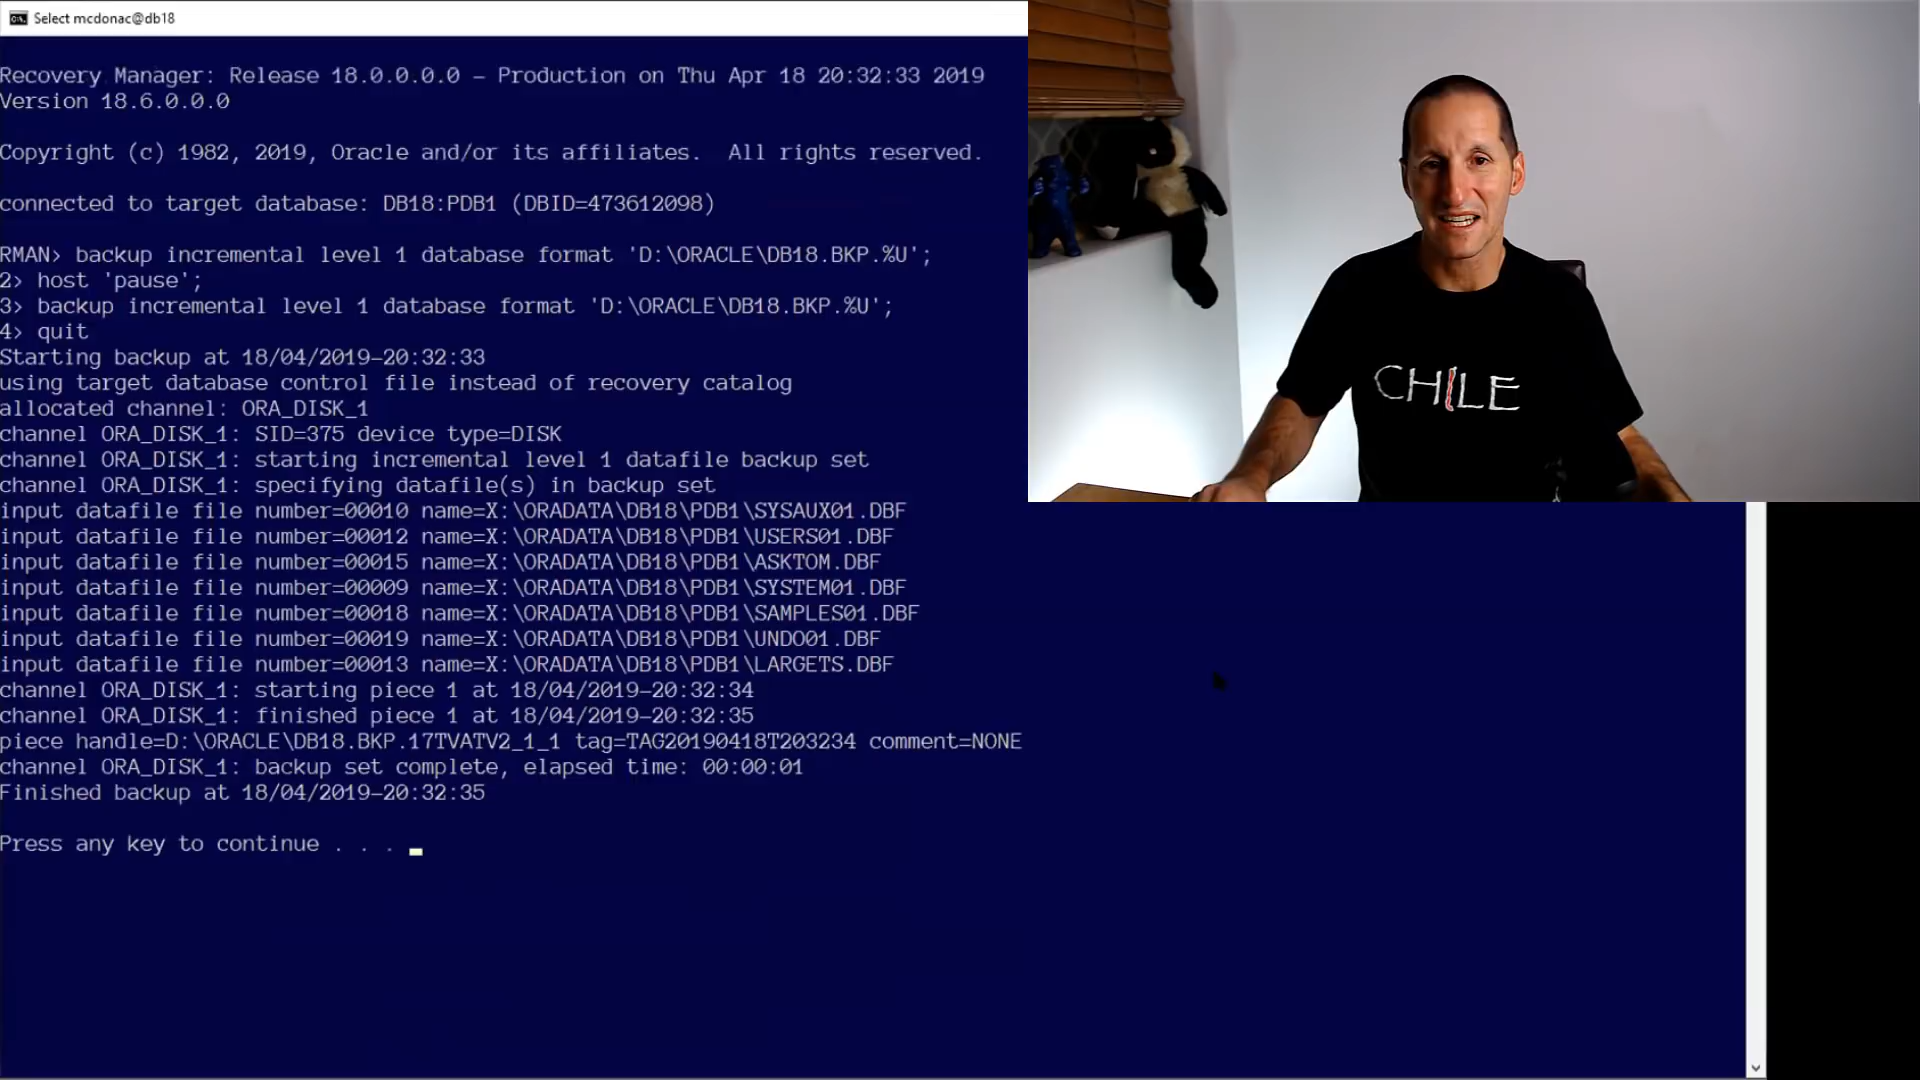 Select mcdonac@db18
Recovery Manager: Release 18.0.0.0.0 - Production on Thu Apr 18 20:32:33 2019
Version 18.6.0.0.0
Copyright (c) 1982, 2019, Oracle and/or its affiliates.  All rights reserved.
connected to target database: DB18:PDB1 (DBID=473612098)
RMAN> backup incremental level 1 database format 'D:\ORACLE\DB18.BKP.%U';
2> host 'pause';
3> backup incremental level 1 database format 'D:\ORACLE\DB18.BKP.%U';
4> quit
Starting backup at 18/04/2019-20:32:33
using target database control file instead of recovery catalog
allocated channel: ORA_DISK_1
channel ORA_DISK_1: SID=375 device type=DISK
channel ORA_DISK_1: starting incremental level 1 datafile backup set
channel ORA_DISK_1: specifying datafile(s) in backup set
input datafile file number=00010 name=X:\ORADATA\DB18\PDB1\SYSAUX01.DBF
input datafile file number=00012 name=X:\ORADATA\DB18\PDB1\USERS01.DBF
input datafile file number=00015 name=X:\ORADATA\DB18\PDB1\ASKTOM.DBF
input datafile file number=00009 name=X:\ORADATA\DB18\PDB1\SYSTEM01.DBF
input datafile file number=00018 name=X:\ORADATA\DB18\PDB1\SAMPLES01.DBF
input datafile file number=00019 name=X:\ORADATA\DB18\PDB1\UNDO01.DBF
input datafile file number=00013 name=X:\ORADATA\DB18\PDB1\LARGETS.DBF
channel ORA_DISK_1: starting piece 1 at 18/04/2019-20:32:34
channel ORA_DISK_1: finished piece 1 at 18/04/2019-20:32:35
piece handle=D:\ORACLE\DB18.BKP.17TVATV2_1_1 tag=TAG20190418T203234 comment=NONE
channel ORA_DISK_1: backup set complete, elapsed time: 00:00:01
Finished backup at 18/04/2019-20:32:35
Press any key to continue . . .
CHILE